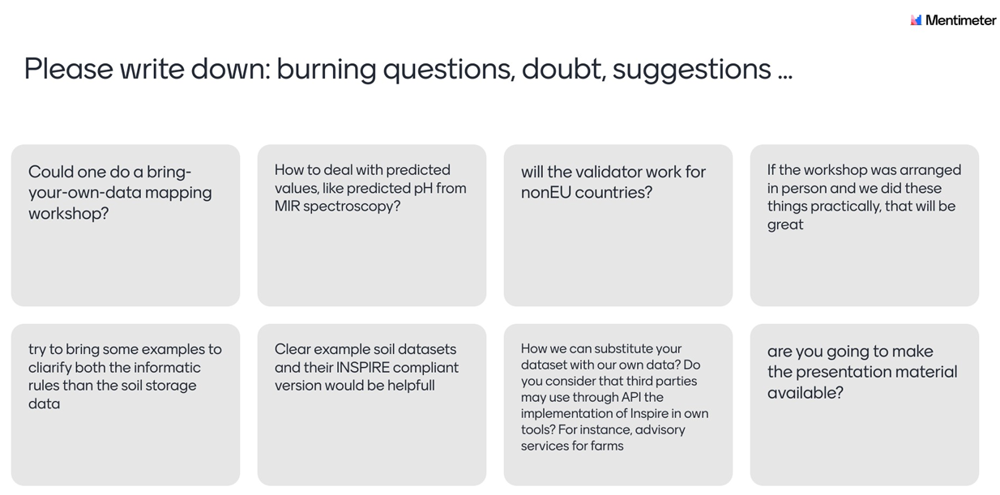 Mentimeter
Please write down: burning questions, doubt, suggestions ...
Could one do a bring-
your-own-data mapping
workshop?
How to deal with predicted
values, like predicted pH from
MIR spectroscopy?
will the validator work for
nonEU countries?
If the workshop was arranged
in person and we did these
things practically, that will be
great
try to bring some examples to
cliarify both the informatic
rules than the soil storage
data
Clear example soil datasets
and their INSPIRE compliant
version would be helpfull
How we can substitute your
dataset with our own data? Do
you consider that third parties
may use through API the
implementation of Inspire in own
tools? For instance, advisory
services for farms
are you going to make
the presentation material
available?